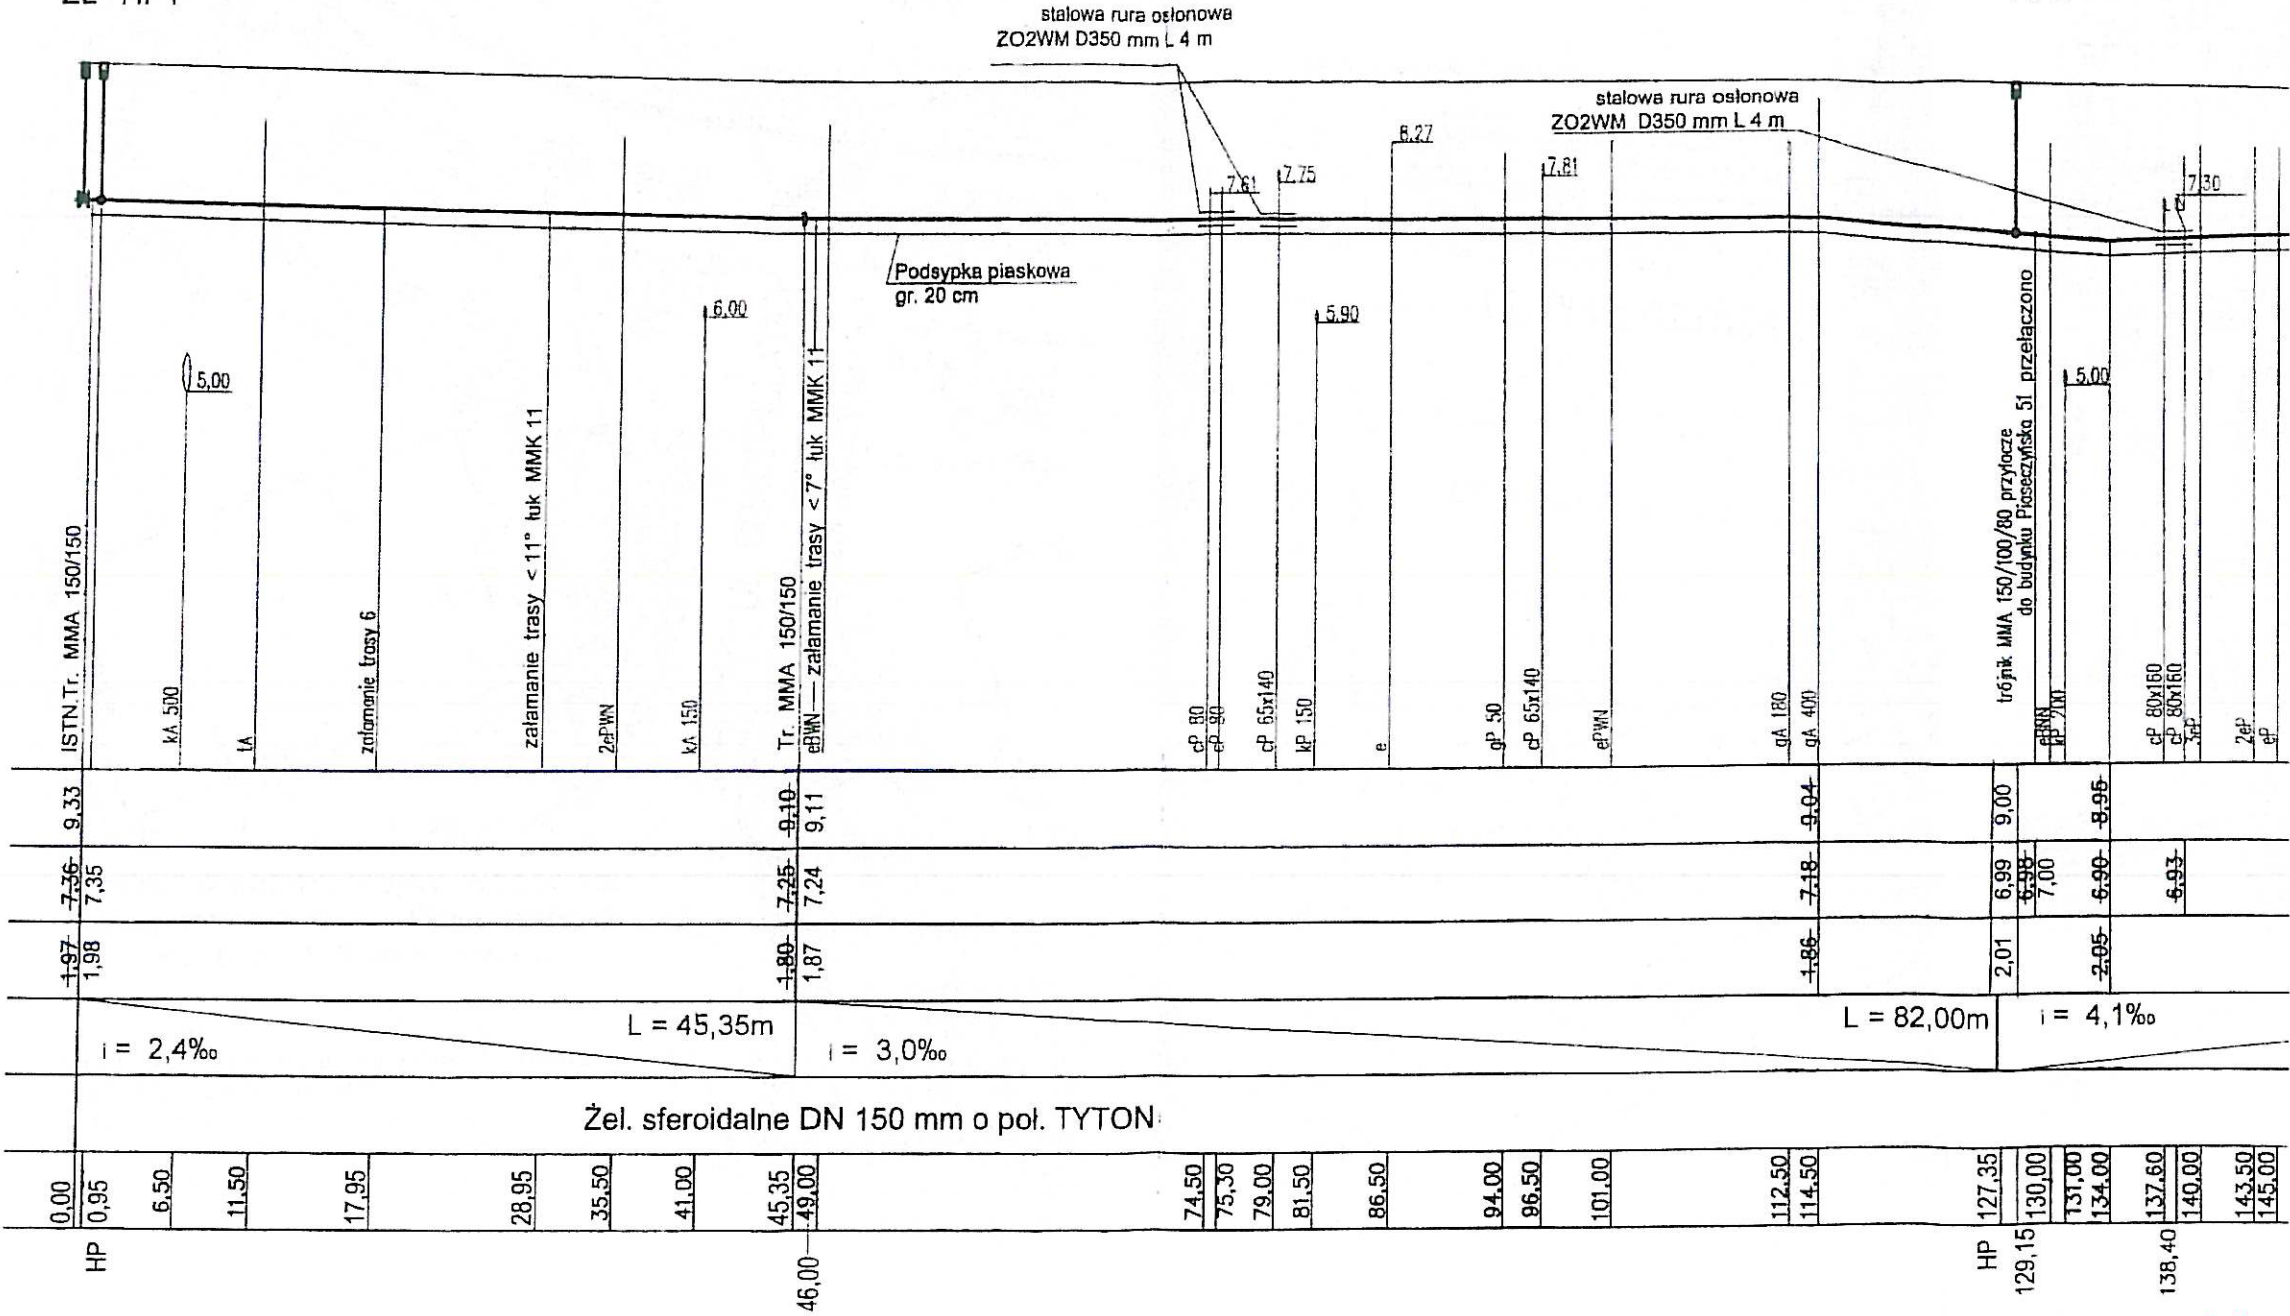 stalowa rura osłonowa
ZO2WM D350 mm L 4 m
stalowa rura osłonowa
ZO2WM D350 mm L 4 m
8.27
7.61
7.75
7.81
7.30
Podsypka piaskowa
gr. 20 cm
6,00
5.90
5,00
5.00
ISTN.Tr. MMA 150/150
kA 500
tA
załamanie trasy 6
załamanie trasy <11° łuk MMK 11
2ePWN
kA 150
Tr. MMA 150/150
eBWN — załamanie trasy <7° łuk MMK 11
cP 80
cP 80
cP 65x140
kP 150
e
gP 50
cP 65x140
ePWN
gA 180
gA 400
trójnik MMA 150/100/80 przyłącze
do budynku Piaseczyńska 51 przełączono
kP 200
cP 80x160
cP 80x160
2eP
eP
9,33
9,10
9,11
9,04
9,00
8,95
7,36
7,35
7,25
7,24
7,18
6,99
6,98
7,00
6,90
6,93
1,97
1,98
1,80
1,87
1,86
2,01
2,05
i = 2,4‰
L = 45,35m
i = 3,0‰
L = 82,00m
i = 4,1‰
Żel. sferoidalne DN 150 mm o poł. TYTON
0,00
0,95
6,50
11,50
17,95
28,95
35,50
41,00
45,35
49,00
74,50
75,30
79,00
81,50
86,50
94,00
96,50
101,00
112,50
114,50
127,35
130,00
131,00
134,00
137,60
140,00
143,50
145,00
HP
46,00
HP
129,15
138,40